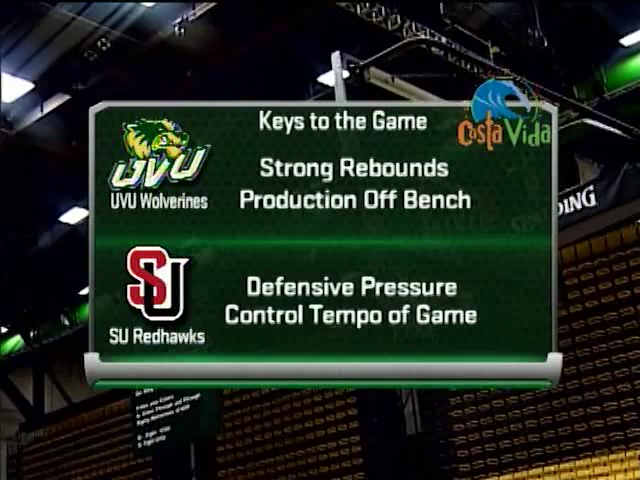 Keys to the Game
Costa Vida
UVU
UVU Wolverines
Strong Rebounds
Production Off Bench
SU
SU Redhawks
Defensive Pressure
Control Tempo of Game